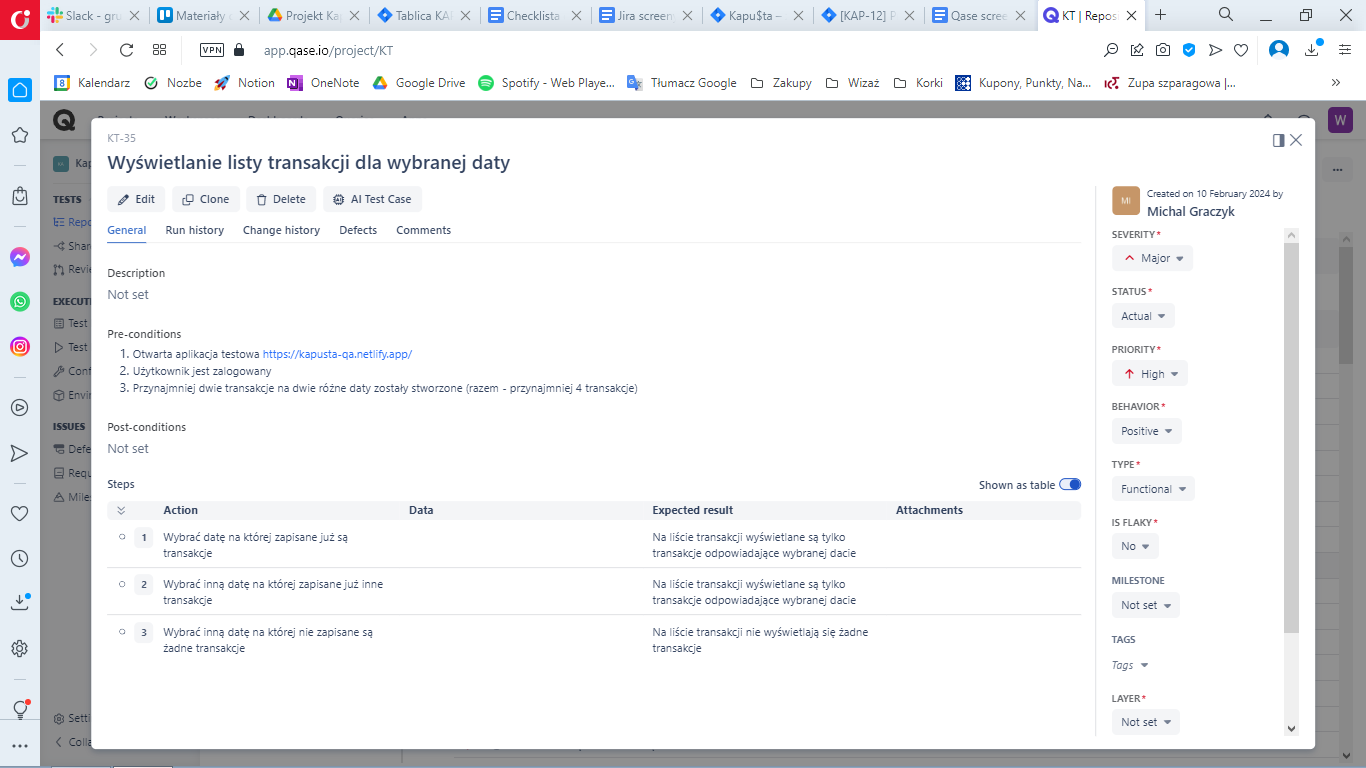 Slack - gru
Materiały
Projekt Kap
Tablica KAP
Checklista
Jira screen
Kapu$ta –
[KAP-12] P
Qase scree
KT | Repos
VPN
app.qase.io/project/KT
Kalendarz
Nozbe
Notion
OneNote
Google Drive
Spotify - Web Playe...
Tłumacz Google
Zakupy
Wizaż
Korki
Kupony, Punkty, Na...
Zupa szparagowa |...
W
Kap
TESTS
Repo
Share
Revie
EXECUT
Test
Test
Conf
Envir
ISSUES
Defe
Requ
Miles
Setti
Colla
KT-35
Wyświetlanie listy transakcji dla wybranej daty
Edit
Clone
Delete
AI Test Case
General
Run history
Change history
Defects
Comments
Description
Not set
Pre-conditions
1. Otwarta aplikacja testowa https://kapusta-qa.netlify.app/
2. Użytkownik jest zalogowany
3. Przynajmniej dwie transakcje na dwie różne daty zostały stworzone (razem - przynajmniej 4 transakcje)
Post-conditions
Not set
Steps
Shown as table
Action
Data
Expected result
Attachments
1
Wybrać datę na której zapisane już są
transakcje
Na liście transakcji wyświetlane są tylko
transakcje odpowiadające wybranej dacie
2
Wybrać inną datę na której zapisane już inne
transakcje
Na liście transakcji wyświetlane są tylko
transakcje odpowiadające wybranej dacie
3
Wybrać inną datę na której nie zapisane są
żadne transakcje
Na liście transakcji nie wyświetlają się żadne
transakcje
MI
Created on 10 February 2024 by
Michal Graczyk
SEVERITY*
Major
STATUS*
Actual
PRIORITY*
High
BEHAVIOR*
Positive
TYPE*
Functional
IS FLAKY*
No
MILESTONE
Not set
TAGS
Tags
LAYER*
Not set